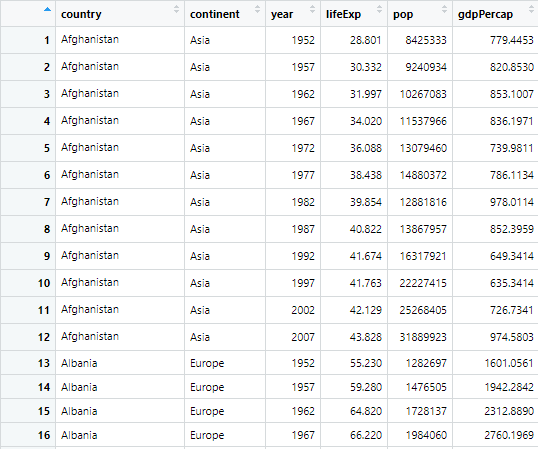 country continent year lifeExp pop gdpPercap
1 Afghanistan Asia 1952 28.801 8425333 779.4453
2 Afghanistan Asia 1957 30.332 9240934 820.8530
3 Afghanistan Asia 1962 31.997 10267083 853.1007
4 Afghanistan Asia 1967 34.020 11537966 836.1971
5 Afghanistan Asia 1972 36.088 13079460 739.9811
6 Afghanistan Asia 1977 38.438 14880372 786.1134
7 Afghanistan Asia 1982 39.854 12881816 978.0114
8 Afghanistan Asia 1987 40.822 13867957 852.3959
9 Afghanistan Asia 1992 41.674 16317921 649.3414
10 Afghanistan Asia 1997 41.763 22227415 635.3414
11 Afghanistan Asia 2002 42.129 25268405 726.7341
12 Afghanistan Asia 2007 43.828 31889923 974.5803
13 Albania Europe 1952 55.230 1282697 1601.0561
14 Albania Europe 1957 59.280 1476505 1942.2842
15 Albania Europe 1962 64.820 1728137 2312.8890
16 Albania Europe 1967 66.220 1984060 2760.1969